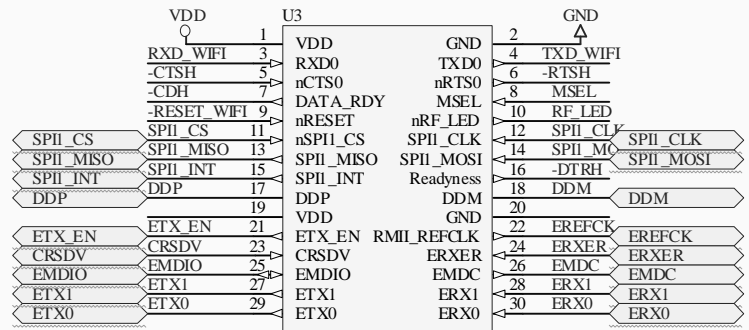 VDD U3 GND
1 VDD GND 2
RXD_WIFI 3 RXD0 TXD0 4 TXD_WIFI
-CTSH 5 nCTS0 nRTS0 6 -RTSH
-CDH 7 DATA_RDY MSEL 8 MSEL
-RESET_WIFI 9 nRESET nRF_LED 10 RF_LED
SPI1_CS SPI1_CS 11 nSPI1_CS SPI1_CLK 12 SPI1_CLK SPI1_CLK
SPI1_MISO SPI1_MISO 13 SPI1_MISO SPI1_MOSI 14 SPI1_MO SPI1_MOSI
SPI1_INT SPI1_INT 15 SPI1_INT Readyness 16 -DTRH
DDP DDP 17 DDP DDM 18 DDM DDM
19 VDD GND 20
ETX_EN ETX_EN 21 ETX_EN RMII_REFCLK 22 EREFCK EREFCK
CRSDV CRSDV 23 CRSDV ERXER 24 ERXER ERXER
EMDIO EMDIO 25 EMDIO EMDC 26 EMDC EMDC
ETX1 ETX1 27 ETX1 ERX1 28 ERX1 ERX1
ETX0 ETX0 29 ETX0 ERX0 30 ERX0 ERX0